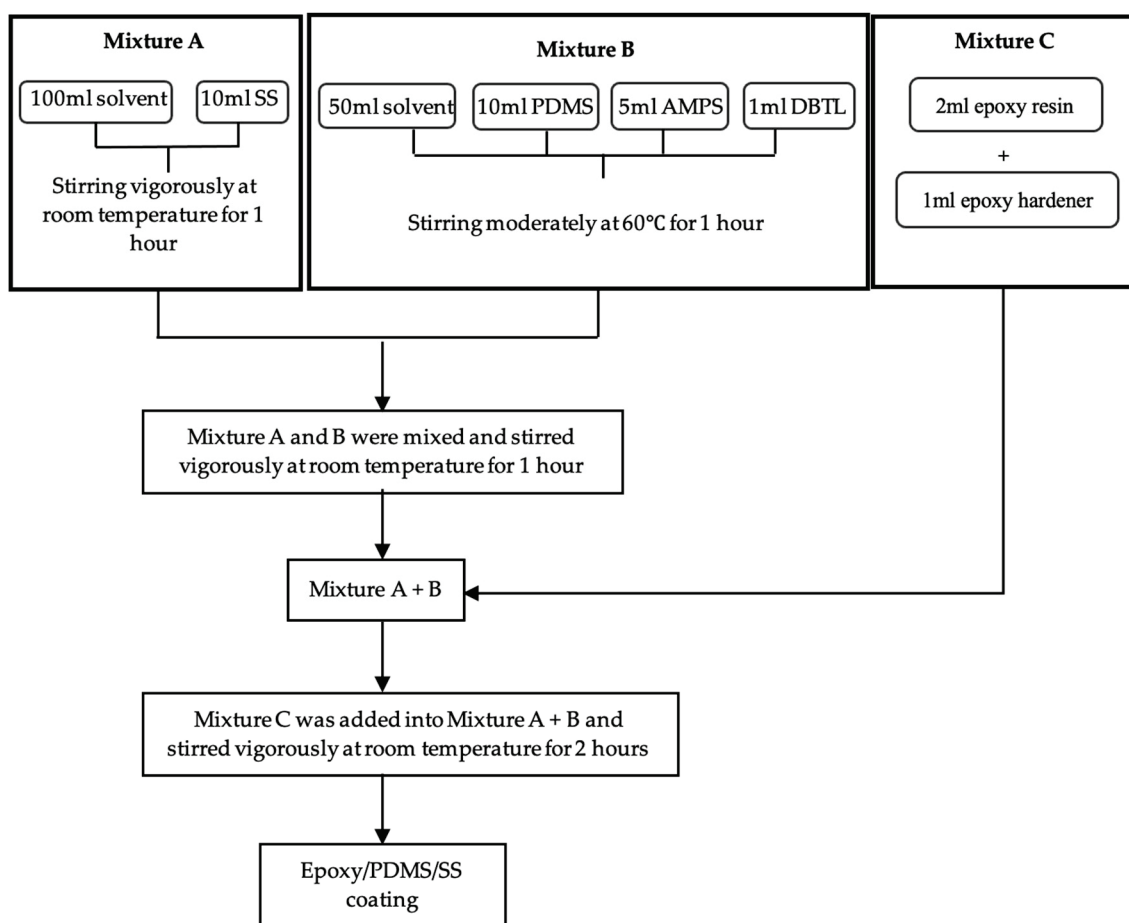 Mixture A
100ml solvent
10ml SS
Stirring vigorously at
room temperature for 1
hour
Mixture B
50ml solvent
10ml PDMS
5ml AMPS
1ml DBTL
Stirring moderately at 60℃ for 1 hour
Mixture C
2ml epoxy resin
+
1ml epoxy hardener
Mixture A and B were mixed and stirred
vigorously at room temperature for 1 hour
Mixture A + B
Mixture C was added into Mixture A + B and
stirred vigorously at room temperature for 2 hours
Epoxy/PDMS/SS
coating